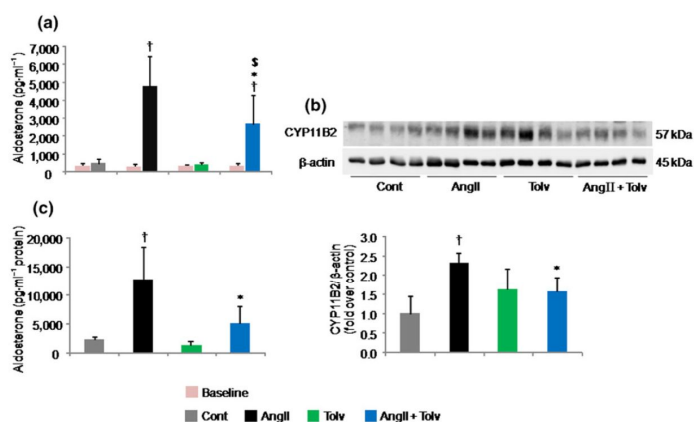 (a)
Aldosterone (pg·ml⁻¹)
7,000
6,000
5,000
4,000
3,000
2,000
1,000
0
†
$
*
†
(b)
CYP11B2
57 kDa
β-actin
45 kDa
Cont AngII Tolv AngII + Tolv
(c)
Aldosterone (pg·ml⁻¹ protein)
20,000
15,000
10,000
5,000
0
†
*
CYP11B2/β-actin
(fold over control)
3.0
2.5
2.0
1.5
1.0
0.5
0.0
†
*
Baseline
Cont AngII Tolv AngII + Tolv